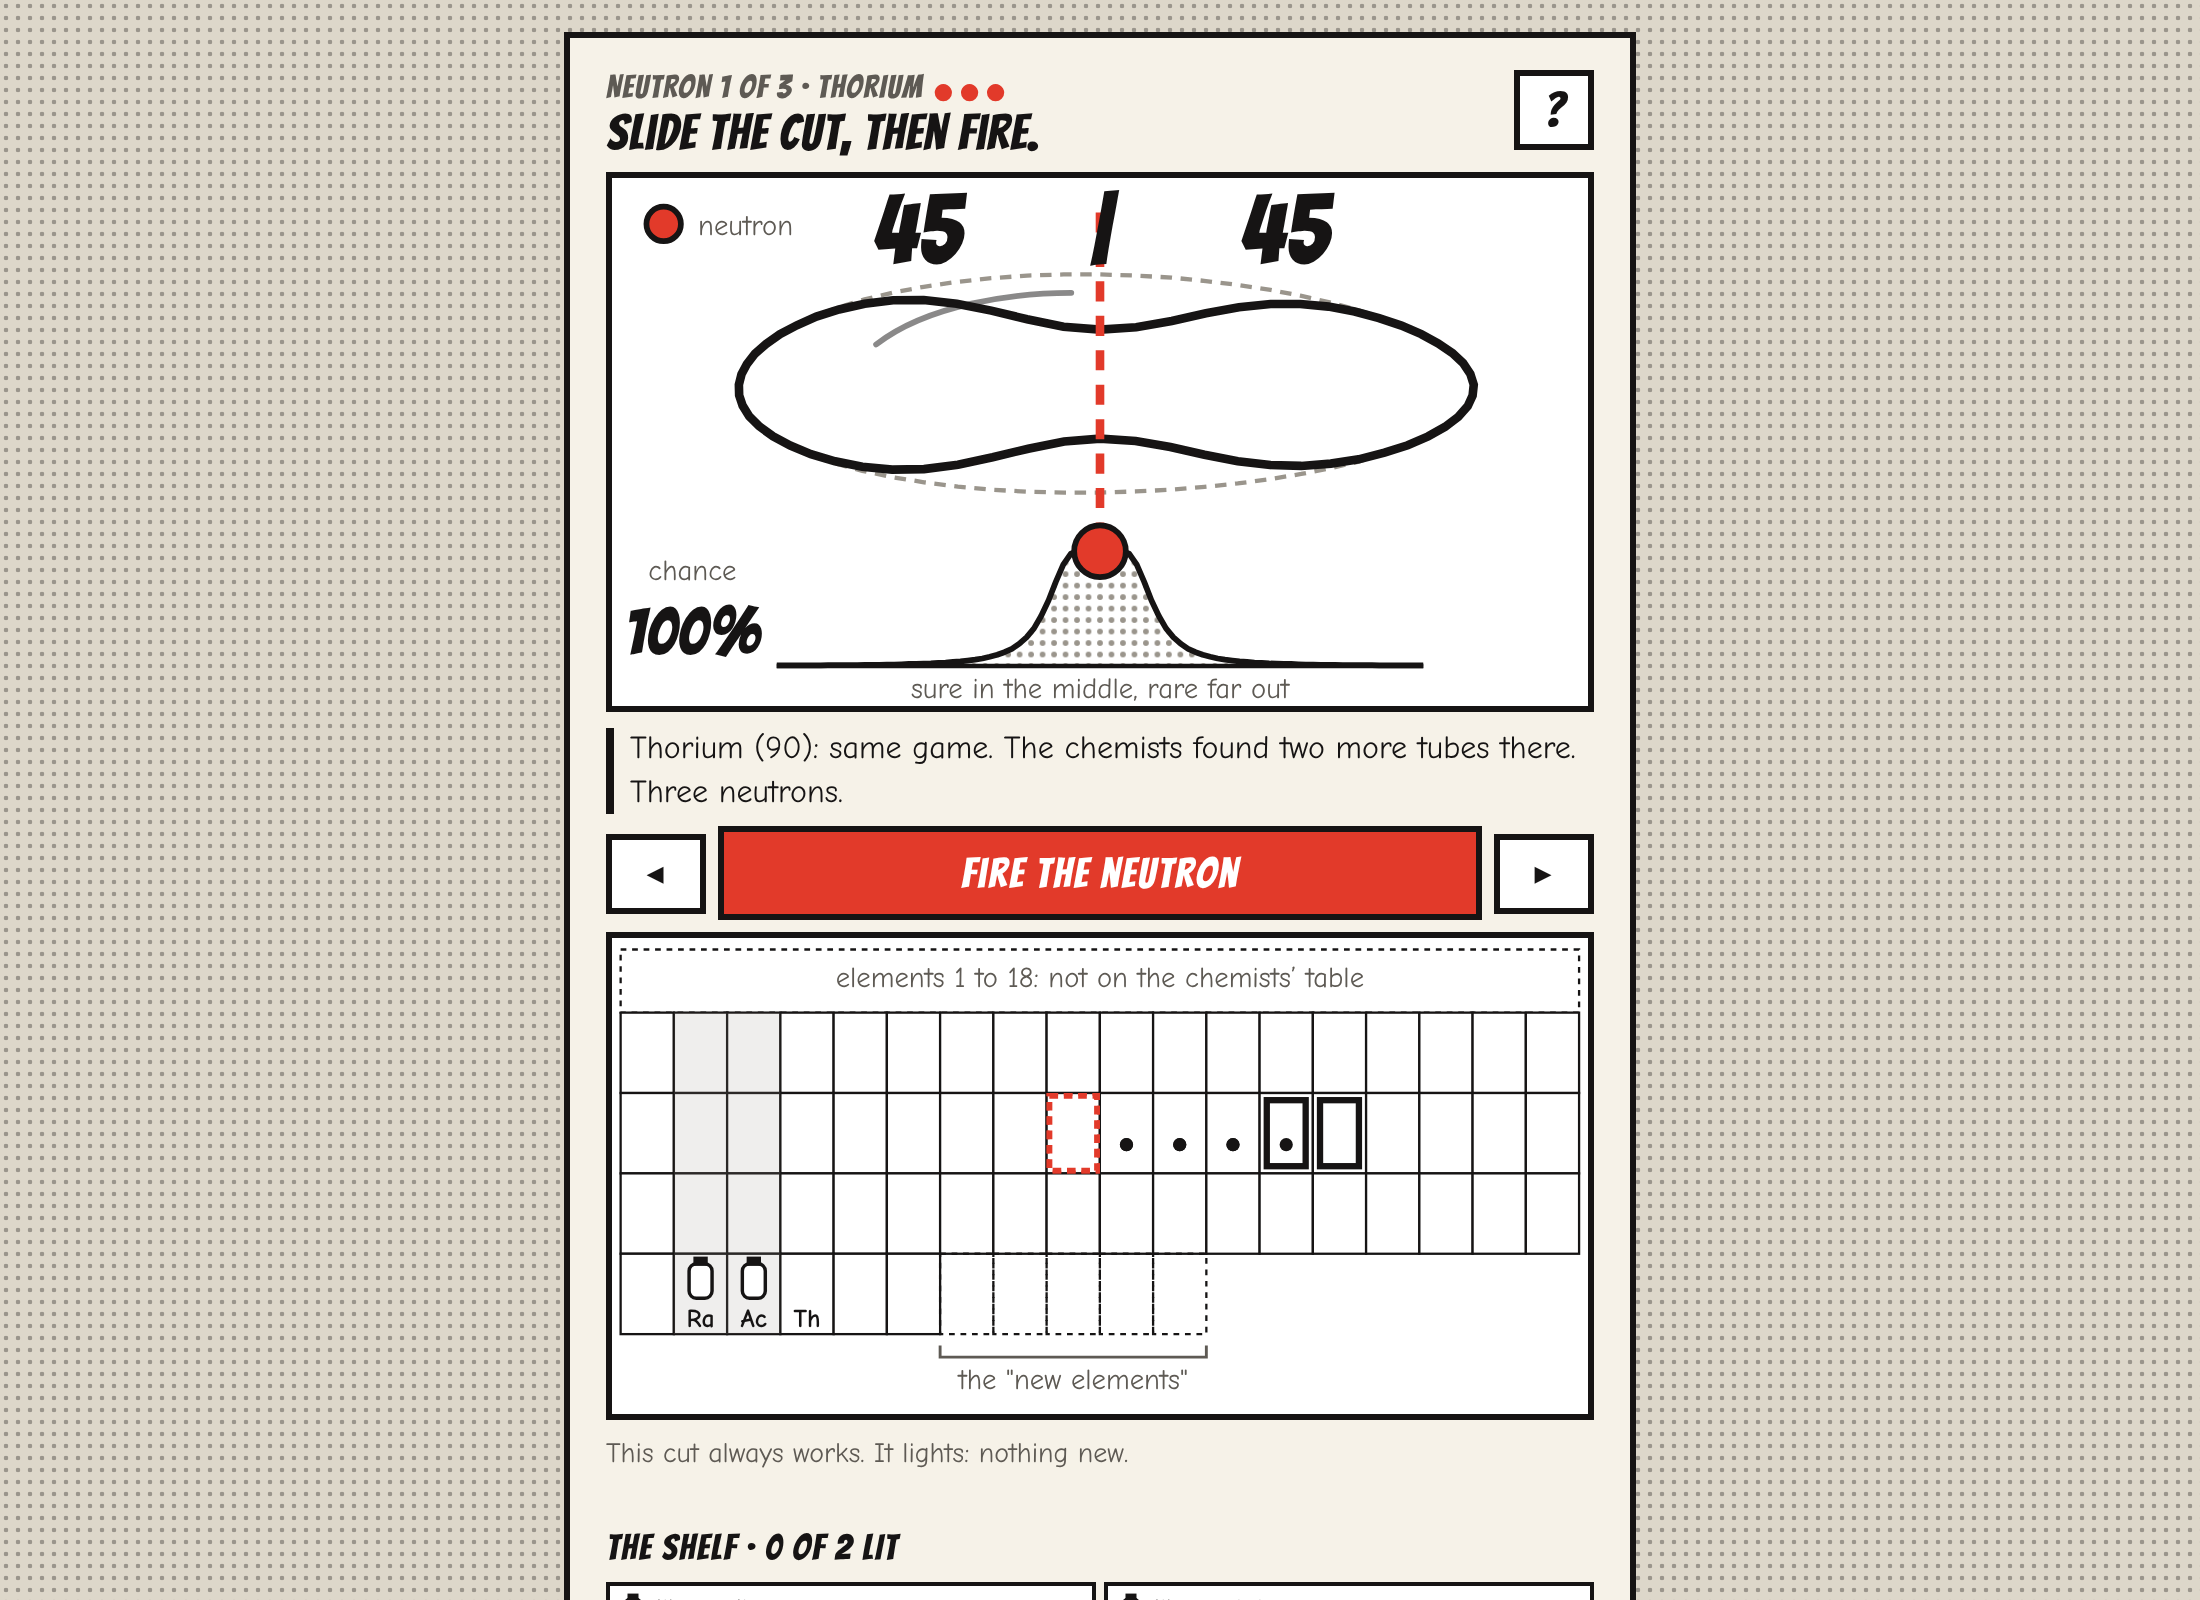 NEUTRON 1 OF 3 · THORIUM
SLIDE THE CUT, THEN FIRE.
?
neutron
45 / 45
chance
100%
sure in the middle, rare far out
Thorium (90): same game. The chemists found two more tubes there.
Three neutrons.
◄ FIRE THE NEUTRON ►
elements 1 to 18: not on the chemists' table
Ra Ac Th
the "new elements"
This cut always works. It lights: nothing new.
THE SHELF · 0 OF 2 LIT